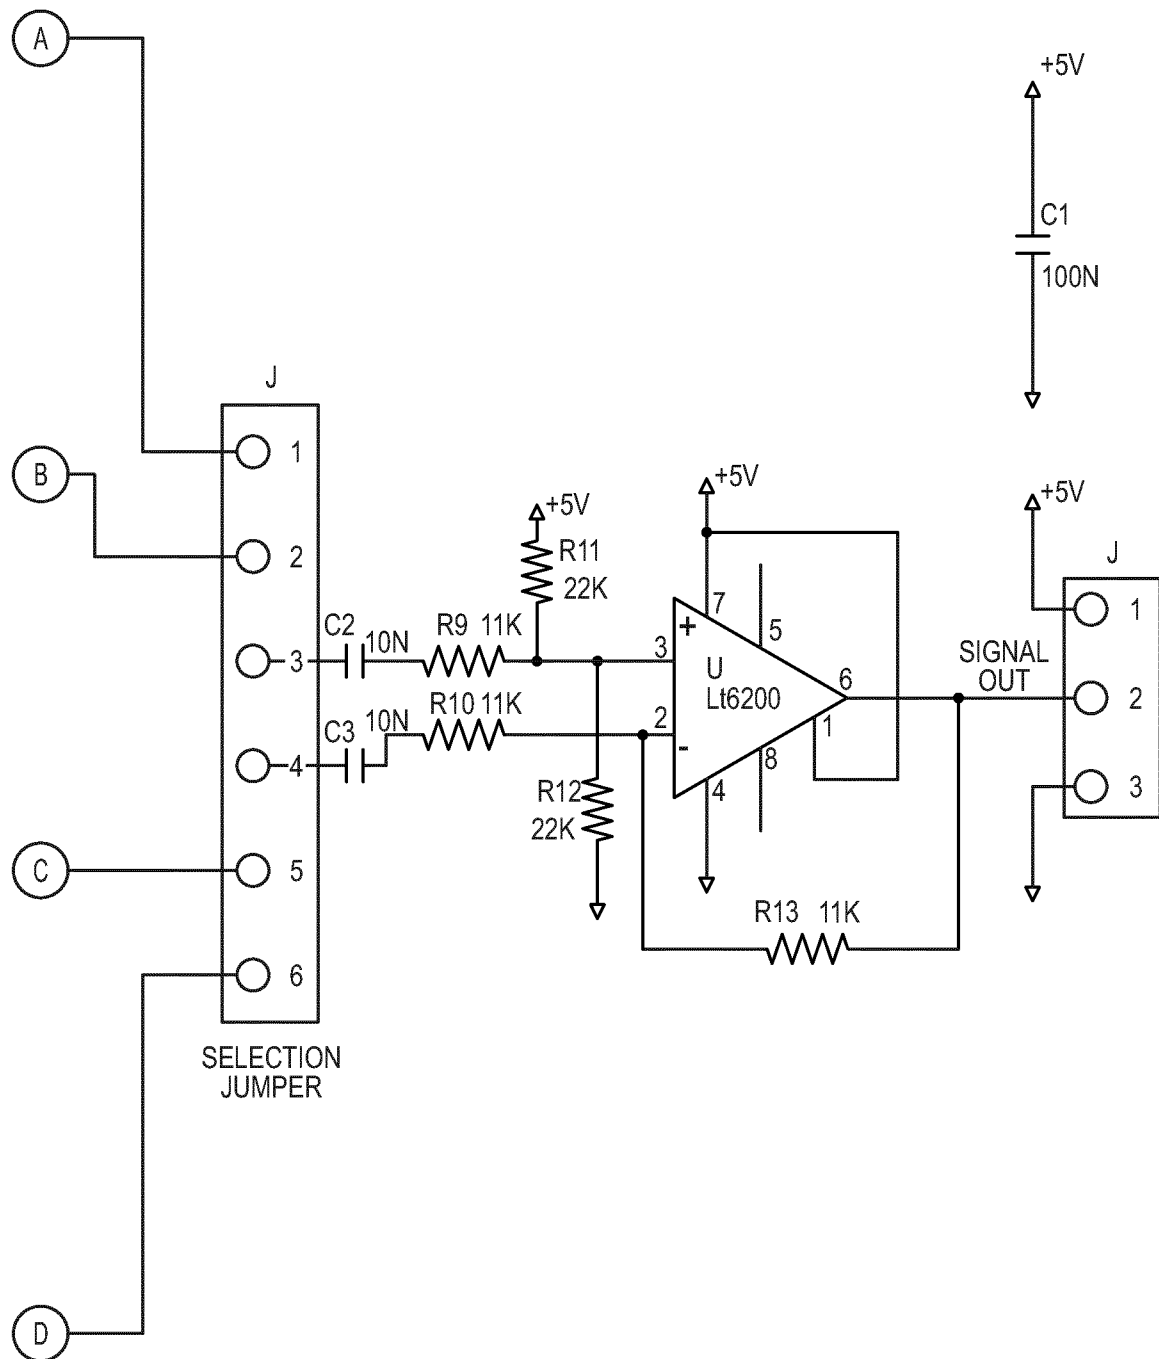 A
+5V
C1
100N
J
1
B
2
+5V
R11
22K
+5V
+5V
J
C2
10N
R9 11K
3
3
+
7
5
1
U
Lt6200
6
SIGNAL
OUT
2
R10 11K
2
-
1
C3
10N
4
8
4
3
R12
22K
C
5
R13 11K
6
SELECTION
JUMPER
D